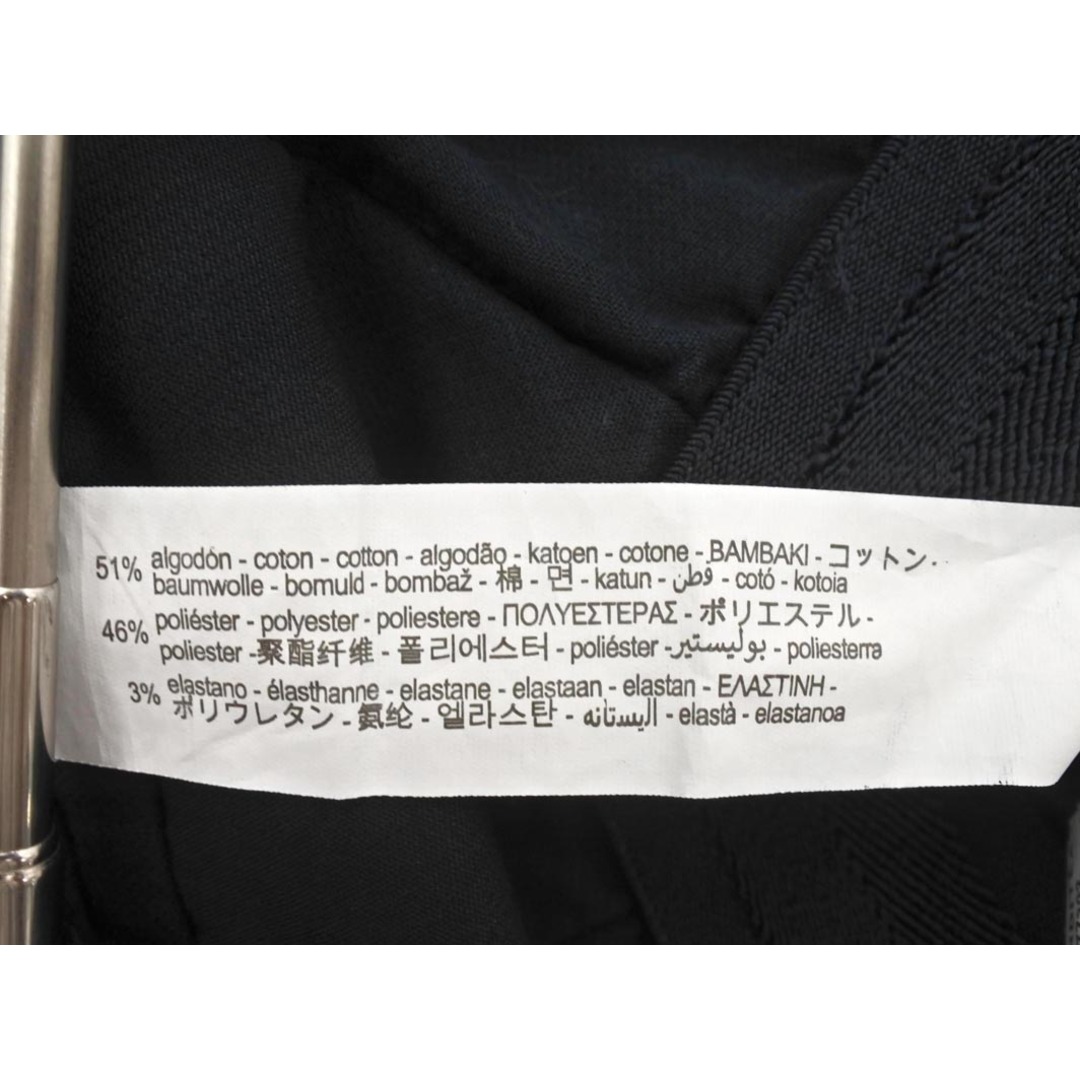 51% algodón - coton - cotton - algodão - katoen - cotone - BAMBAKI - コットン -
baumwolle - bomuld - bombaž - 棉 - 면 - katun - قطن - cotó - kotoia
46% poliéster - polyester - poliestere - ΠΟΛΥΕΣΤΕΡΑΣ - ポリエステル -
poliester -聚酯纤维 - 폴리에스터 - poliéster -بوليستير - poliesterra
3% elastano - élasthanne - elastane - elastaan - elastan - ΕΛΑΣΤΙΝΗ -
ポリウレタン - 氨纶 - 엘라스탄 - اليستانه - elastà - elastanoa